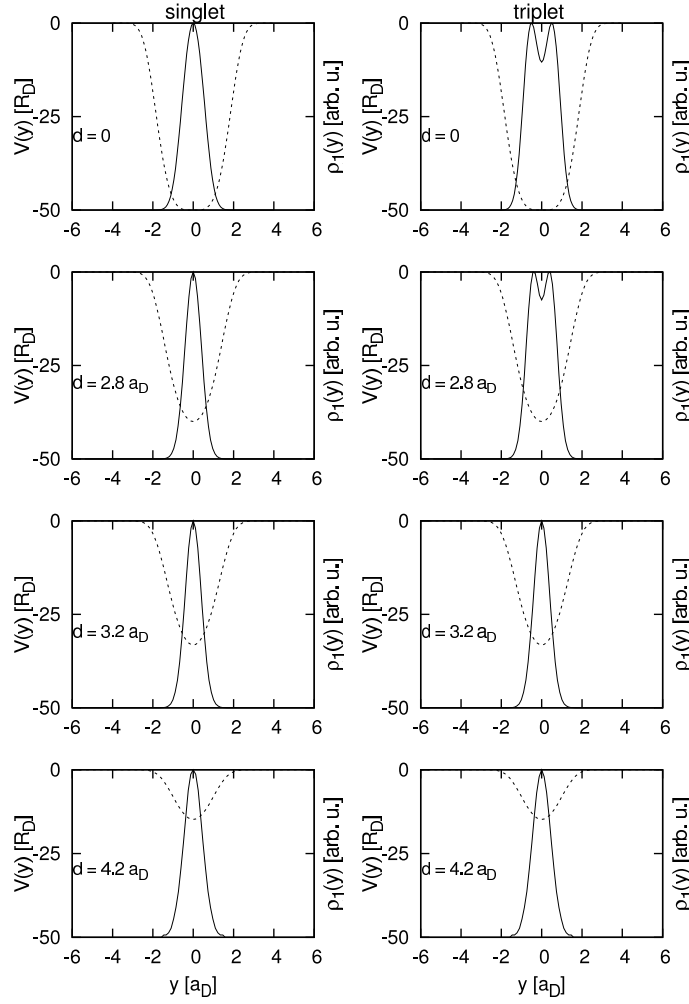 singlet
triplet
0
-25
-50
V(y) [R_D]
d = 0
ρ₁(y) [arb. u.]
-6 -4 -2 0 2 4 6
0
-25
-50
V(y) [R_D]
d = 0
ρ₁(y) [arb. u.]
-6 -4 -2 0 2 4 6
0
-25
-50
V(y) [R_D]
d = 2.8 a_D
ρ₁(y) [arb. u.]
-6 -4 -2 0 2 4 6
0
-25
-50
V(y) [R_D]
d = 2.8 a_D
ρ₁(y) [arb. u.]
-6 -4 -2 0 2 4 6
0
-25
-50
V(y) [R_D]
d = 3.2 a_D
ρ₁(y) [arb. u.]
-6 -4 -2 0 2 4 6
0
-25
-50
V(y) [R_D]
d = 3.2 a_D
ρ₁(y) [arb. u.]
-6 -4 -2 0 2 4 6
0
-25
-50
V(y) [R_D]
d = 4.2 a_D
ρ₁(y) [arb. u.]
-6 -4 -2 0 2 4 6
y [a_D]
0
-25
-50
V(y) [R_D]
d = 4.2 a_D
ρ₁(y) [arb. u.]
-6 -4 -2 0 2 4 6
y [a_D]